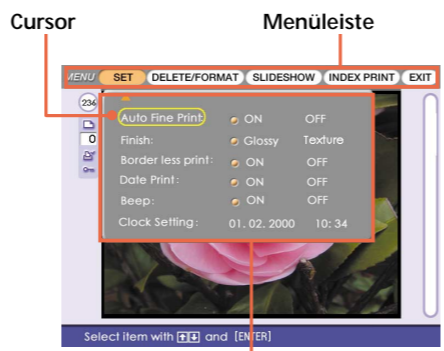 Cursor Menüleiste
MENU SET DELETE/FORMAT SLIDESHOW INDEX PRINT EXIT
236
0
Auto Fine Print: ON OFF
Finish: Glossy Texture
Border less print: ON OFF
Date Print: ON OFF
Beep: ON OFF
Clock Setting: 01. 02. 2000 10: 34
Select item with and [ENTER]